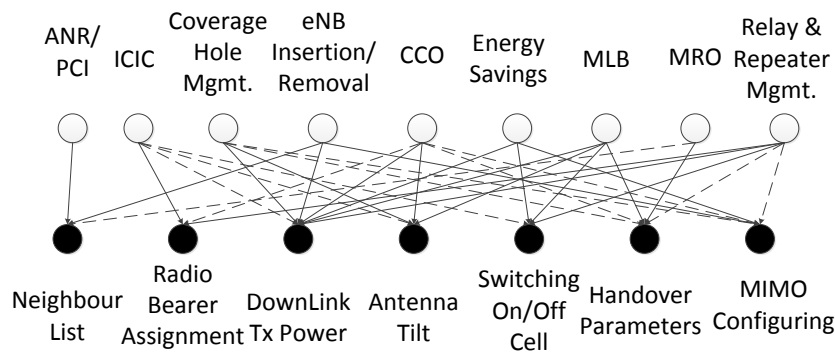 ANR/
PCI
ICIC
Coverage
Hole
Mgmt.
eNB
Insertion/
Removal
CCO
Energy
Savings
MLB
MRO
Relay &
Repeater
Mgmt.
Neighbour
List
Radio
Bearer
Assignment
DownLink
Tx Power
Antenna
Tilt
Switching
On/Off
Cell
Handover
Parameters
MIMO
Configuring